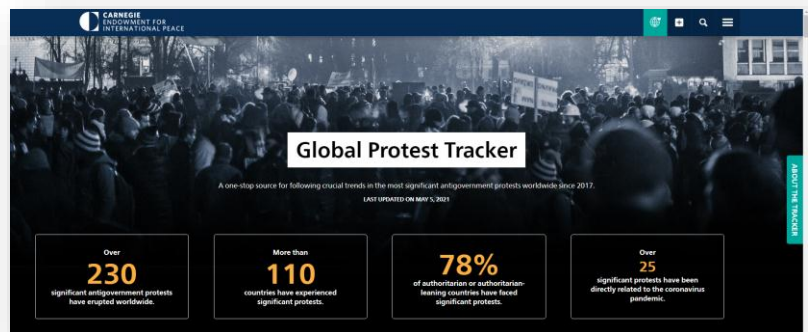 CARNEGIE
ENDOWMENT FOR
INTERNATIONAL PEACE
Global Protest Tracker
A one-stop source for following crucial trends in the most significant antigovernment protests worldwide since 2017.
LAST UPDATED ON MAY 5, 2021
ABOUT THE TRACKER
Over
230
significant antigovernment protests
have erupted worldwide.
More than
110
countries have experienced
significant protests.
78%
of authoritarian or authoritarian-
leaning countries have faced
significant protests.
Over
25
significant protests have been
directly related to the coronavirus
pandemic.